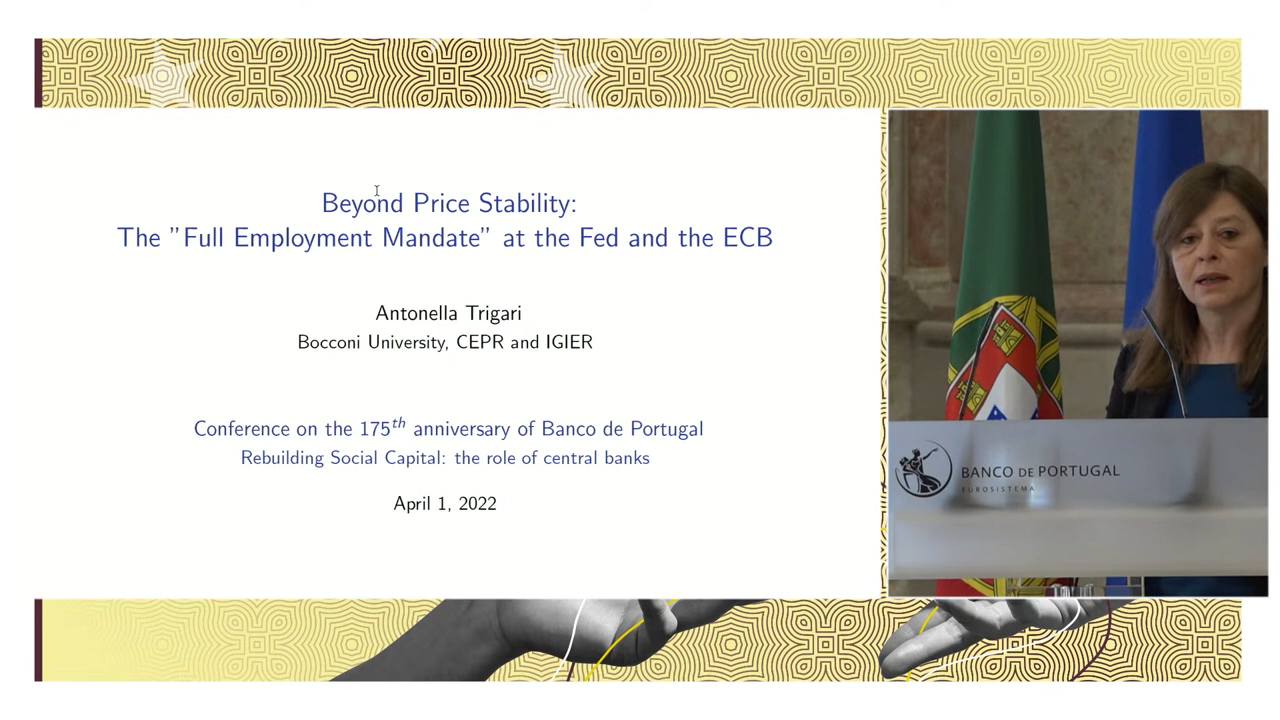 Beyond Price Stability:
The ”Full Employment Mandate” at the Fed and the ECB
Antonella Trigari
Bocconi University, CEPR and IGIER
Conference on the 175th anniversary of Banco de Portugal
Rebuilding Social Capital: the role of central banks
April 1, 2022
BANCO DE PORTUGAL
EUROSISTEMA